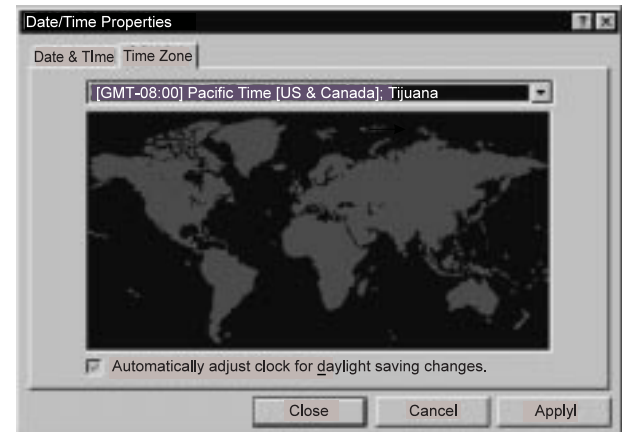 Date/Time Properties
Date & TIme Time Zone
[GMT-08:00] Pacific Time [US & Canada]; Tijuana
Automatically adjust clock for daylight saving changes.
Close Cancel Applyl